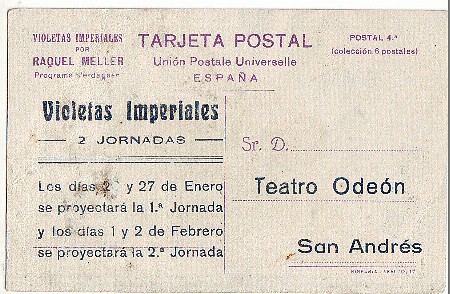 VIOLETAS IMPERIALES
POR
RAQUEL MELLER
Programa Verdaguer
TARJETA POSTAL
Unión Postale Universelle
ESPAÑA
POSTAL 4.ª
(colección 6 postales)
Violetas Imperiales
2 JORNADAS
Los días 2 y 27 de Enero
se proyectará la 1.ª Jornada
y los días 1 y 2 de Febrero
se proyectará la 2.ª Jornada
Sr. D.
Teatro Odeón
San Andrés